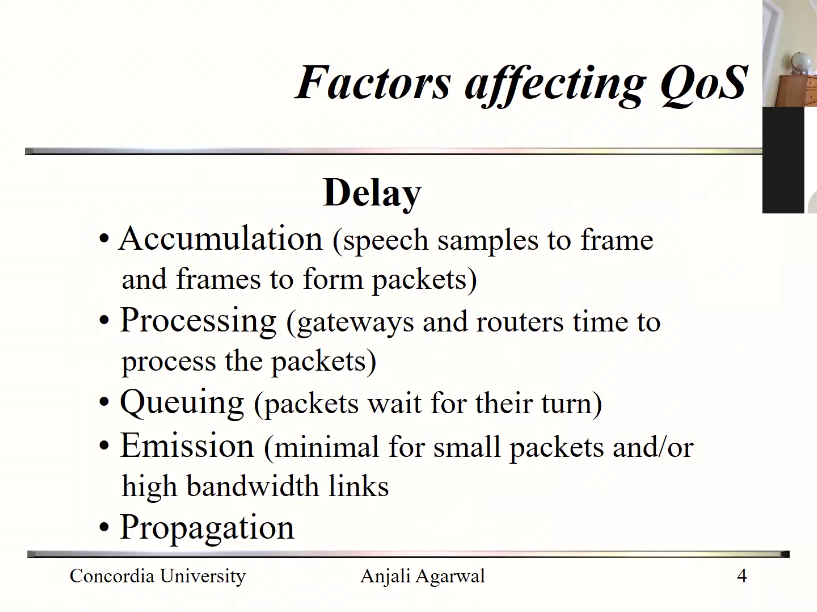 Factors affecting QoS
Delay
• Accumulation (speech samples to frame
and frames to form packets)
• Processing (gateways and routers time to
process the packets)
• Queuing (packets wait for their turn)
• Emission (minimal for small packets and/or
high bandwidth links
• Propagation
Concordia University Anjali Agarwal 4